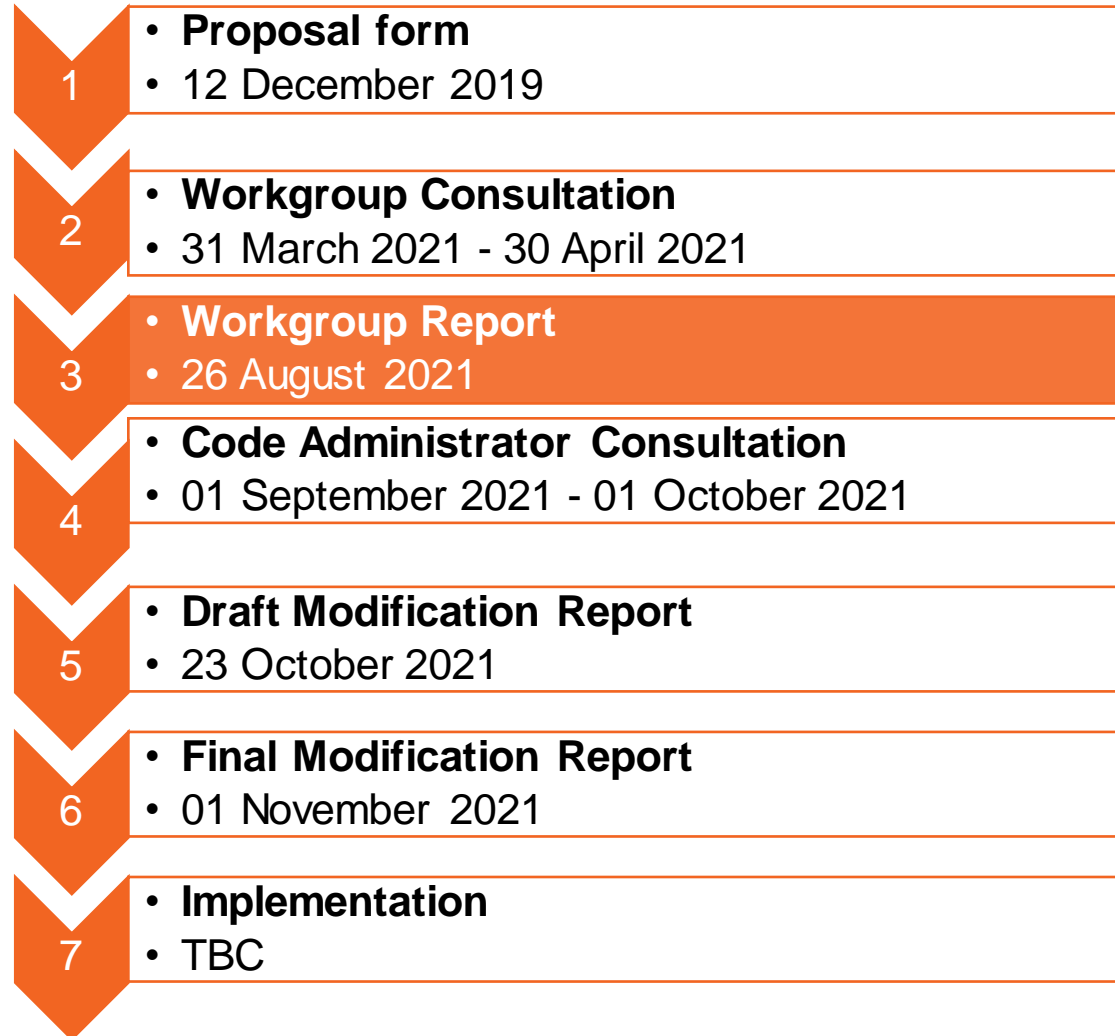 1
• Proposal form
• 12 December 2019
2
• Workgroup Consultation
• 31 March 2021 - 30 April 2021
3
• Workgroup Report
• 26 August 2021
4
• Code Administrator Consultation
• 01 September 2021 - 01 October 2021
5
• Draft Modification Report
• 23 October 2021
6
• Final Modification Report
• 01 November 2021
7
• Implementation
• TBC